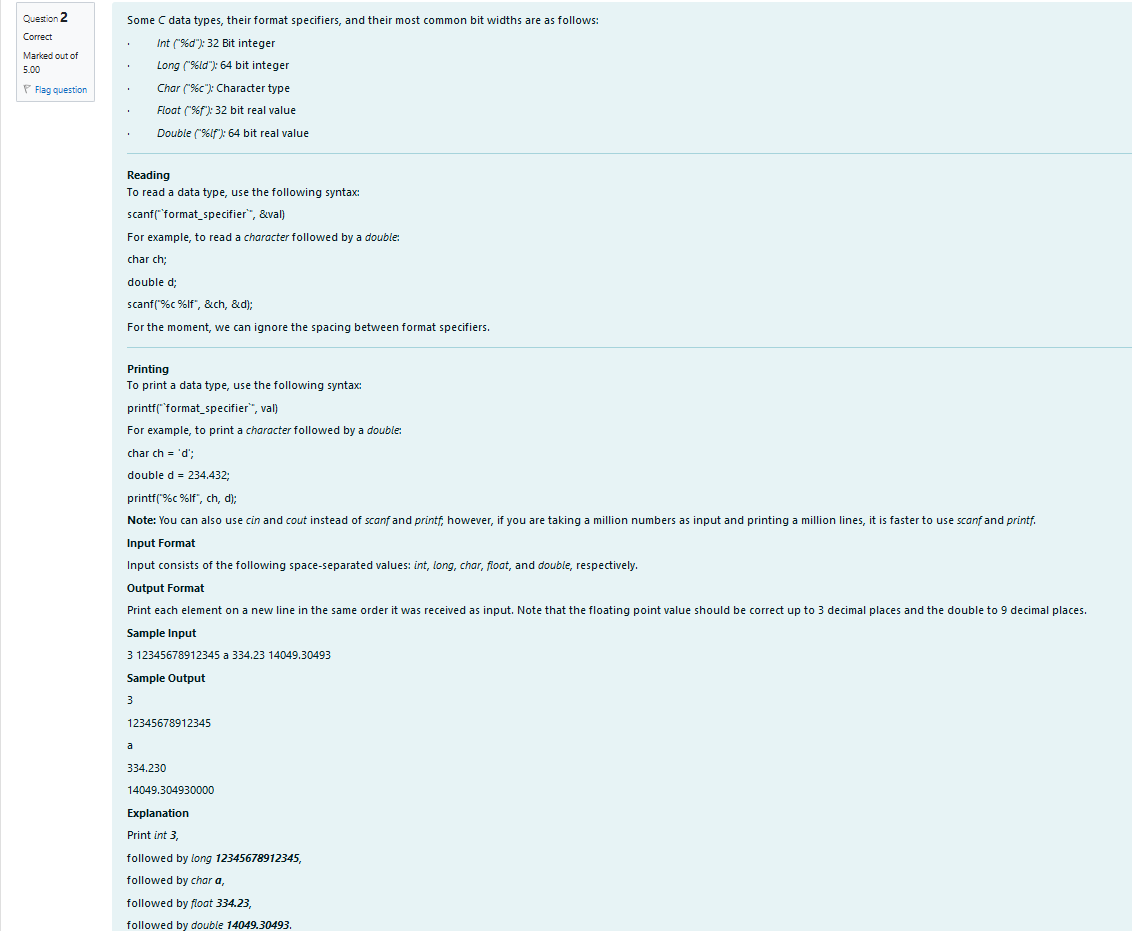 Question 2
Correct
Marked out of
5.00
Flag question
Some C data types, their format specifiers, and their most common bit widths are as follows:
· Int ("%d"): 32 Bit integer
· Long ("%ld"): 64 bit integer
· Char ("%c"): Character type
· Float ("%f"): 32 bit real value
· Double ("%lf"): 64 bit real value
Reading
To read a data type, use the following syntax:
scanf("`format_specifier`", &val)
For example, to read a character followed by a double:
char ch;
double d;
scanf("%c %lf", &ch, &d);
For the moment, we can ignore the spacing between format specifiers.
Printing
To print a data type, use the following syntax:
printf("`format_specifier`", val)
For example, to print a character followed by a double:
char ch = 'd';
double d = 234.432;
printf("%c %lf", ch, d);
Note: You can also use cin and cout instead of scanf and printf; however, if you are taking a million numbers as input and printing a million lines, it is faster to use scanf and printf.
Input Format
Input consists of the following space-separated values: int, long, char, float, and double, respectively.
Output Format
Print each element on a new line in the same order it was received as input. Note that the floating point value should be correct up to 3 decimal places and the double to 9 decimal places.
Sample Input
3 12345678912345 a 334.23 14049.30493
Sample Output
3
12345678912345
a
334.230
14049.304930000
Explanation
Print int 3,
followed by long 12345678912345,
followed by char a,
followed by float 334.23,
followed by double 14049.30493.